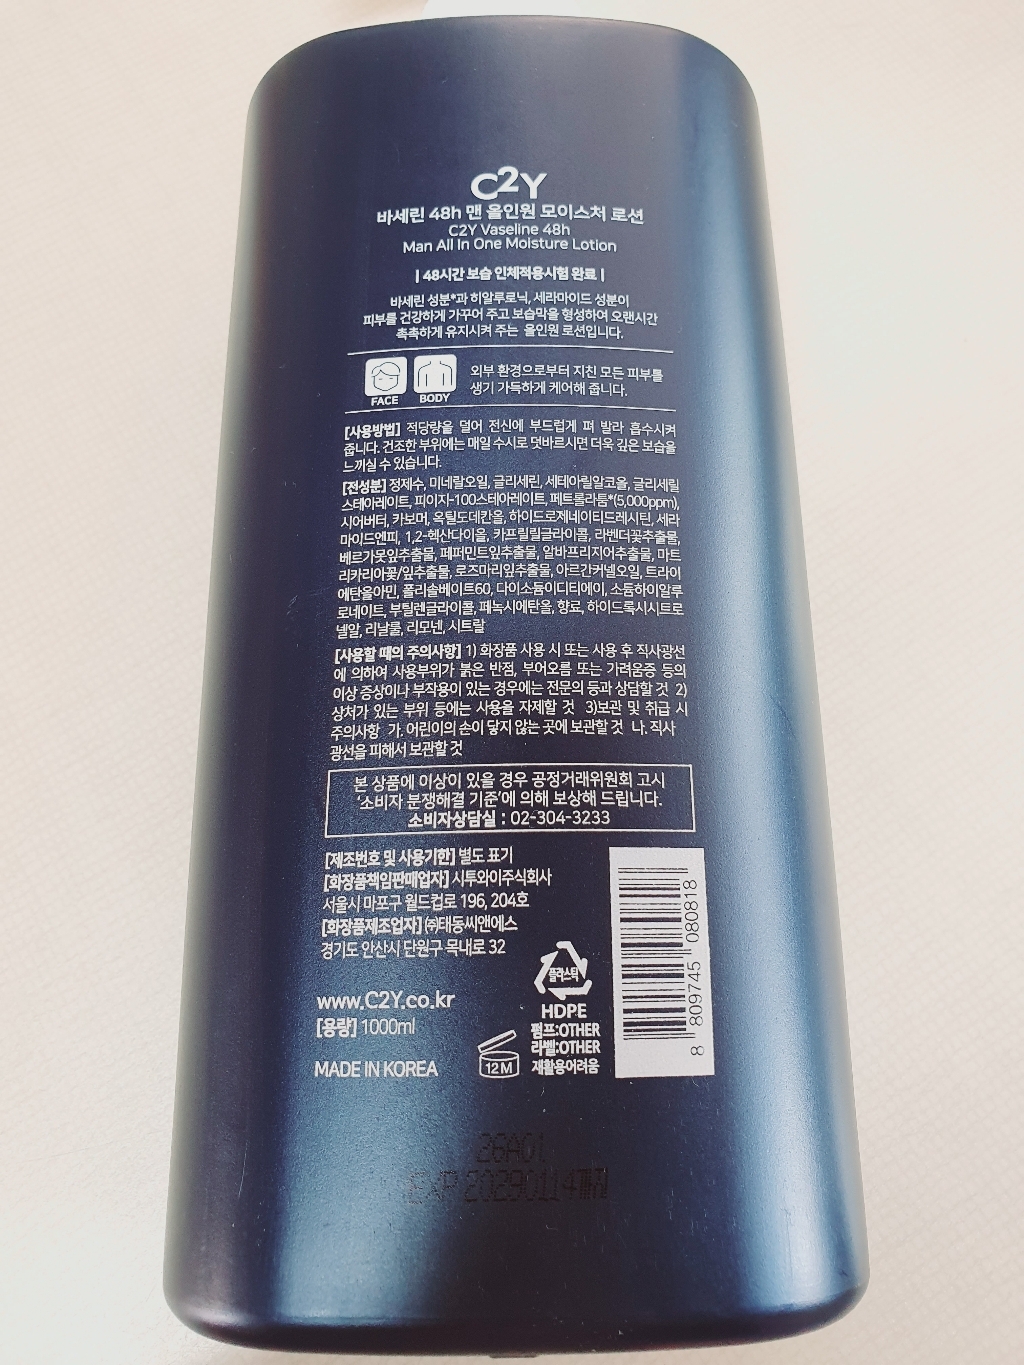 C2Y
바세린 48h 맨 올인원 모이스처 로션
C2Y Vaseline 48h
Man All In One Moisture Lotion
| 48시간 보습 인체적용시험 완료 |
바세린 성분*과 히알루로닉, 세라마이드 성분이
피부를 건강하게 가꾸어 주고 보습막을 형성하여 오랜시간
촉촉하게 유지시켜 주는 올인원 로션입니다.
FACE BODY
외부 환경으로부터 지친 모든 피부를
생기 가득하게 케어해 줍니다.
[사용방법] 적당량을 덜어 전신에 부드럽게 펴 발라 흡수시켜
줍니다. 건조한 부위에는 매일 수시로 덧바르시면 더욱 깊은 보습을
느끼실 수 있습니다.
[전성분] 정제수, 미네랄오일, 글리세린, 세테아릴알코올, 글리세릴
스테아레이트, 피이지-100스테아레이트, 페트롤라툼*(5,000ppm),
시어버터, 카보머, 옥틸도데칸올, 하이드로제네이티드레시틴, 세라
마이드엔피, 1,2-헥산다이올, 카프릴릴글라이콜, 라벤더꽃추출물,
베르가못잎추출물, 페퍼민트잎추출물, 알바프리지어추출물, 마트
리카리아꽃/잎추출물, 로즈마리잎추출물, 아르간커넬오일, 트라이
에탄올아민, 폴리솔베이트60, 다이소듐이디티에이, 소듐하이알루
로네이트, 부틸렌글라이콜, 페녹시에탄올, 향료, 하이드록시시트로
넬알, 리날룰, 리모넨, 시트랄
[사용할 때의 주의사항] 1) 화장품 사용 시 또는 사용 후 직사광선
에 의하여 사용부위가 붉은 반점, 부어오름 또는 가려움증 등의
이상 증상이나 부작용이 있는 경우에는 전문의 등과 상담할 것 2)
상처가 있는 부위 등에는 사용을 자제할 것 3)보관 및 취급 시
주의사항 가. 어린이의 손이 닿지 않는 곳에 보관할 것 나. 직사
광선을 피해서 보관할 것
본 상품에 이상이 있을 경우 공정거래위원회 고시
'소비자 분쟁해결 기준'에 의해 보상해 드립니다.
소비자상담실 : 02-304-3233
[제조번호 및 사용기한] 별도 표기
[화장품책임판매업자] 시투와이주식회사
서울시 마포구 월드컵로 196, 204호
[화장품제조업자] ㈜태동씨앤에스
경기도 안산시 단원구 목내로 32
www.C2Y.co.kr
[용량] 1000ml
MADE IN KOREA
12M
플라스틱
HDPE
펌프:OTHER
라벨:OTHER
재활용어려움
8 809745 080818
26A01
EXP 20290114까지